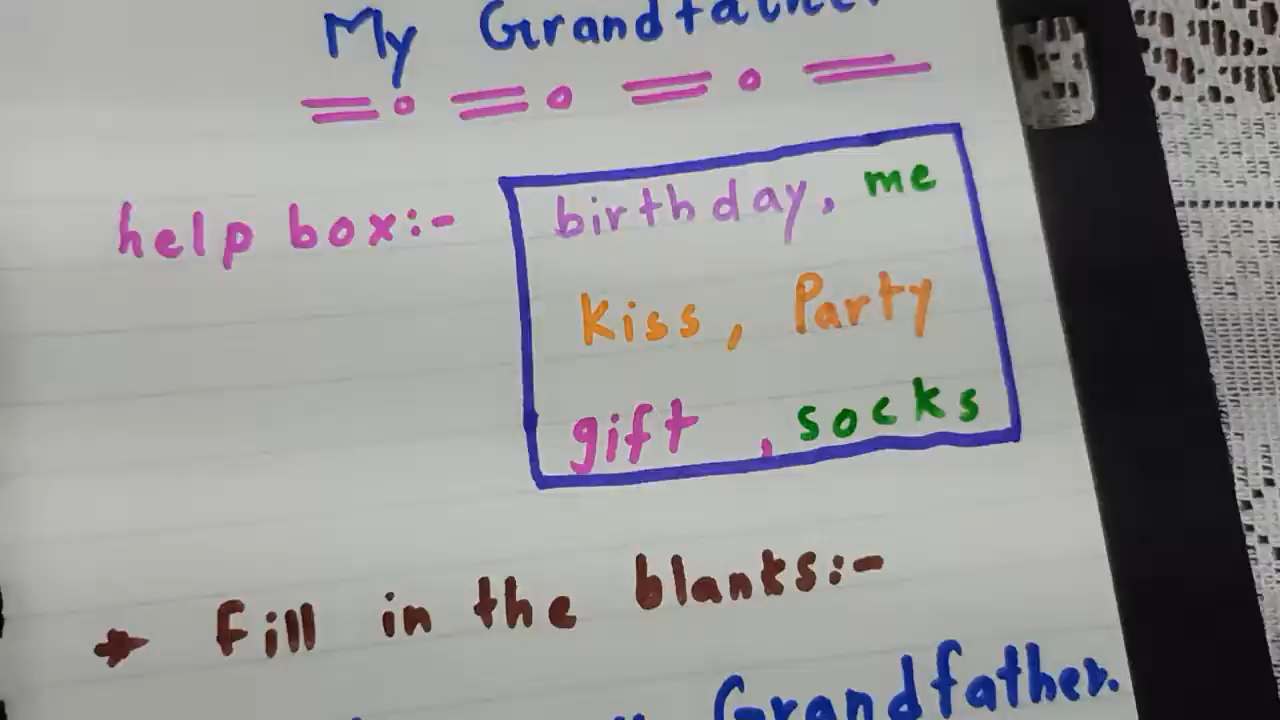 My Grandfather
help box:-
birthday, me
Kiss, Party
gift , socks
→ Fill in the blanks:-
Grandfather.